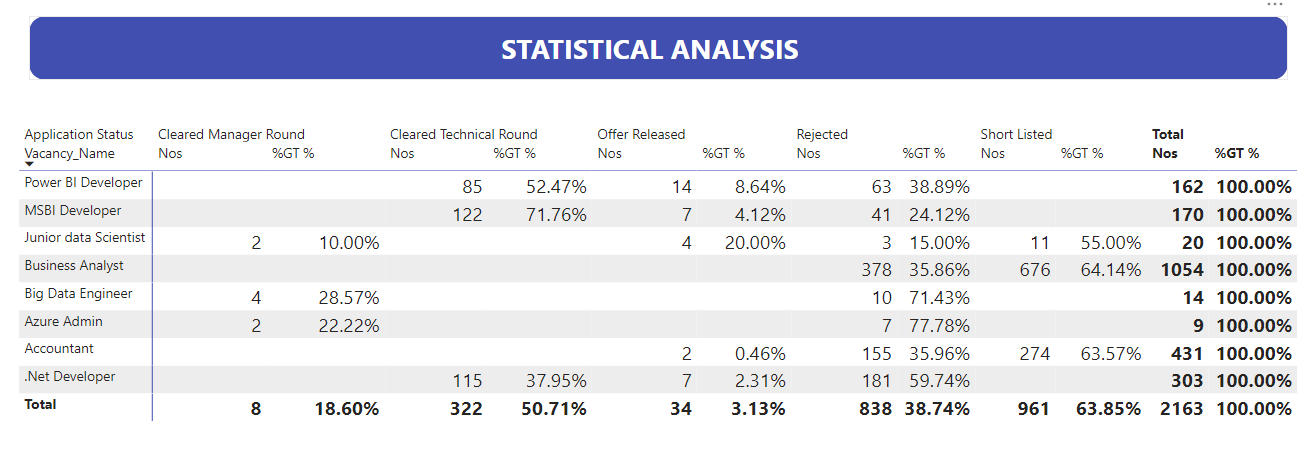 STATISTICAL ANALYSIS
Application Status Cleared Manager Round Cleared Technical Round Offer Released Rejected Short Listed Total
Vacancy_Name Nos %GT % Nos %GT % Nos %GT % Nos %GT % Nos %GT % Nos %GT %
Power BI Developer 85 52.47% 14 8.64% 63 38.89% 162 100.00%
MSBI Developer 122 71.76% 7 4.12% 41 24.12% 170 100.00%
Junior data Scientist 2 10.00% 4 20.00% 3 15.00% 11 55.00% 20 100.00%
Business Analyst 378 35.86% 676 64.14% 1054 100.00%
Big Data Engineer 4 28.57% 10 71.43% 14 100.00%
Azure Admin 2 22.22% 7 77.78% 9 100.00%
Accountant 2 0.46% 155 35.96% 274 63.57% 431 100.00%
.Net Developer 115 37.95% 7 2.31% 181 59.74% 303 100.00%
Total 8 18.60% 322 50.71% 34 3.13% 838 38.74% 961 63.85% 2163 100.00%